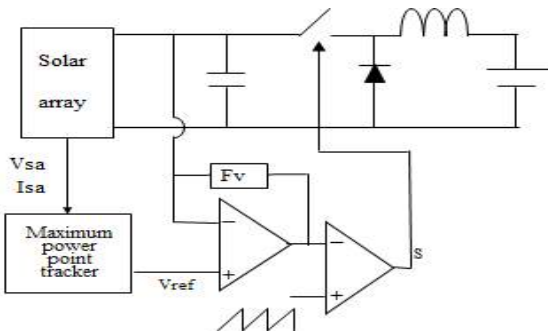 Solar
array
Vsa
Isa
Fv
Maximum
power
point
tracker
Vref
S